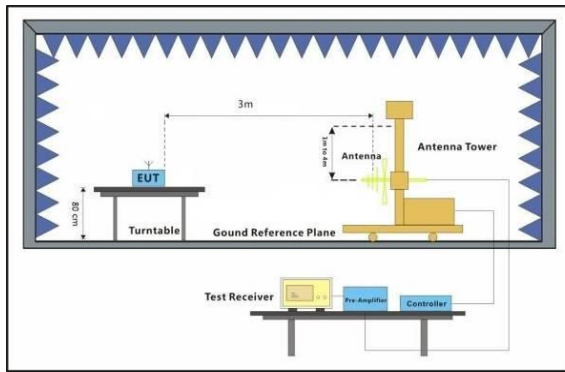 3m
1m to 4m
Antenna
Antenna Tower
EUT
80 cm
Turntable
Gound Reference Plane
Test Receiver
Pre-Amplifier
Controller